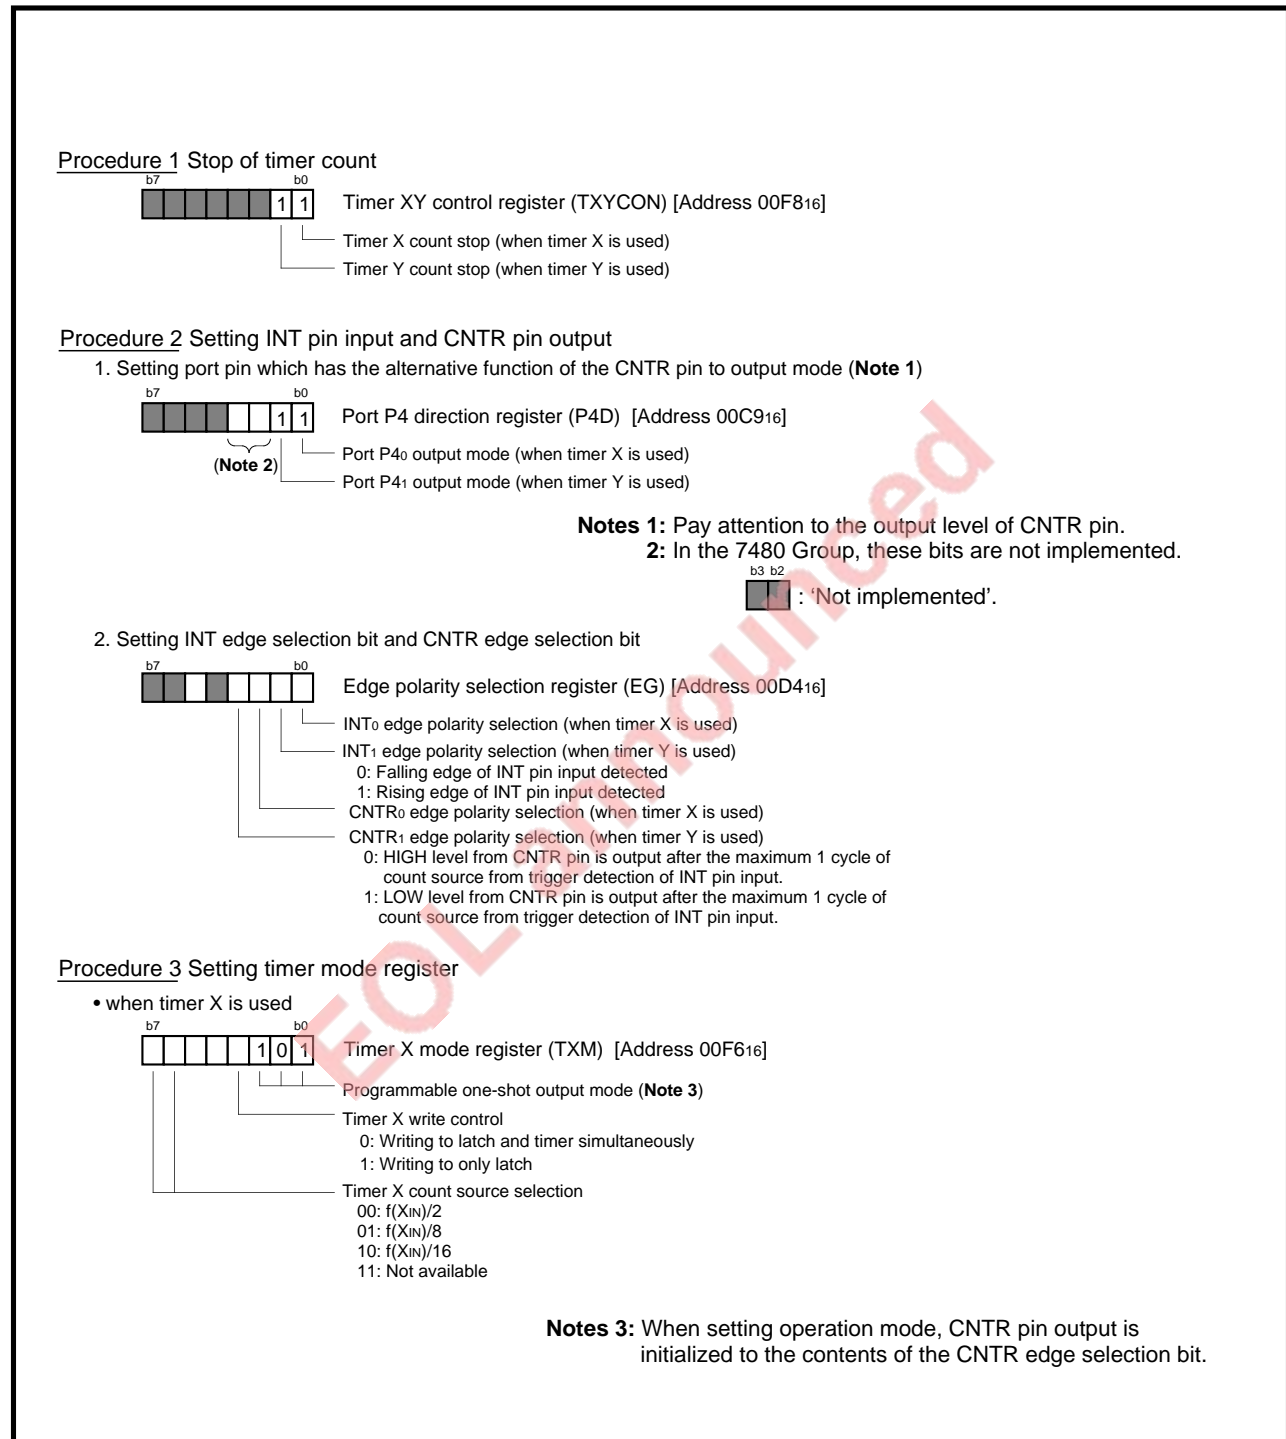 Procedure 1 Stop of timer count
b7 b0
1 1 Timer XY control register (TXYCON) [Address 00F816]
Timer X count stop (when timer X is used)
Timer Y count stop (when timer Y is used)
Procedure 2 Setting INT pin input and CNTR pin output
1. Setting port pin which has the alternative function of the CNTR pin to output mode (Note 1)
b7 b0
1 1 Port P4 direction register (P4D) [Address 00C916]
(Note 2)
Port P40 output mode (when timer X is used)
Port P41 output mode (when timer Y is used)
Notes 1: Pay attention to the output level of CNTR pin.
2: In the 7480 Group, these bits are not implemented.
b3 b2
: ‘Not implemented’.
2. Setting INT edge selection bit and CNTR edge selection bit
b7 b0
Edge polarity selection register (EG) [Address 00D416]
INT0 edge polarity selection (when timer X is used)
INT1 edge polarity selection (when timer Y is used)
0: Falling edge of INT pin input detected
1: Rising edge of INT pin input detected
CNTR0 edge polarity selection (when timer X is used)
CNTR1 edge polarity selection (when timer Y is used)
0: HIGH level from CNTR pin is output after the maximum 1 cycle of
count source from trigger detection of INT pin input.
1: LOW level from CNTR pin is output after the maximum 1 cycle of
count source from trigger detection of INT pin input.
Procedure 3 Setting timer mode register
• when timer X is used
b7 b0
1 0 1 Timer X mode register (TXM) [Address 00F616]
Programmable one-shot output mode (Note 3)
Timer X write control
0: Writing to latch and timer simultaneously
1: Writing to only latch
Timer X count source selection
00: f(XIN)/2
01: f(XIN)/8
10: f(XIN)/16
11: Not available
Notes 3: When setting operation mode, CNTR pin output is
initialized to the contents of the CNTR edge selection bit.
EOL announced